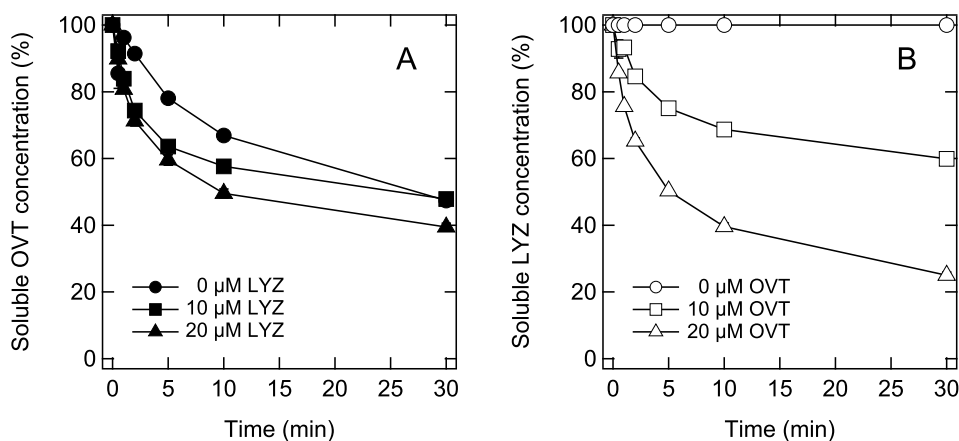 Soluble OVT concentration (%)
100
80
60
40
20
0
A
0 µM LYZ
10 µM LYZ
20 µM LYZ
0 5 10 15 20 25 30
Time (min)
Soluble LYZ concentration (%)
100
80
60
40
20
0
B
0 µM OVT
10 µM OVT
20 µM OVT
0 5 10 15 20 25 30
Time (min)